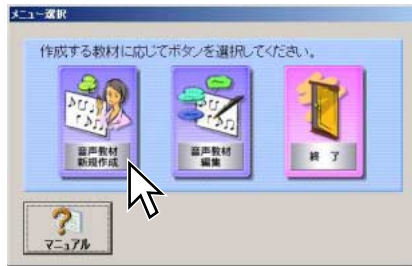 メニュー選択
作成する教材に応じてボタンを選択してください。
音声教材
新規作成
音声教材
編集
終了
マニュアル